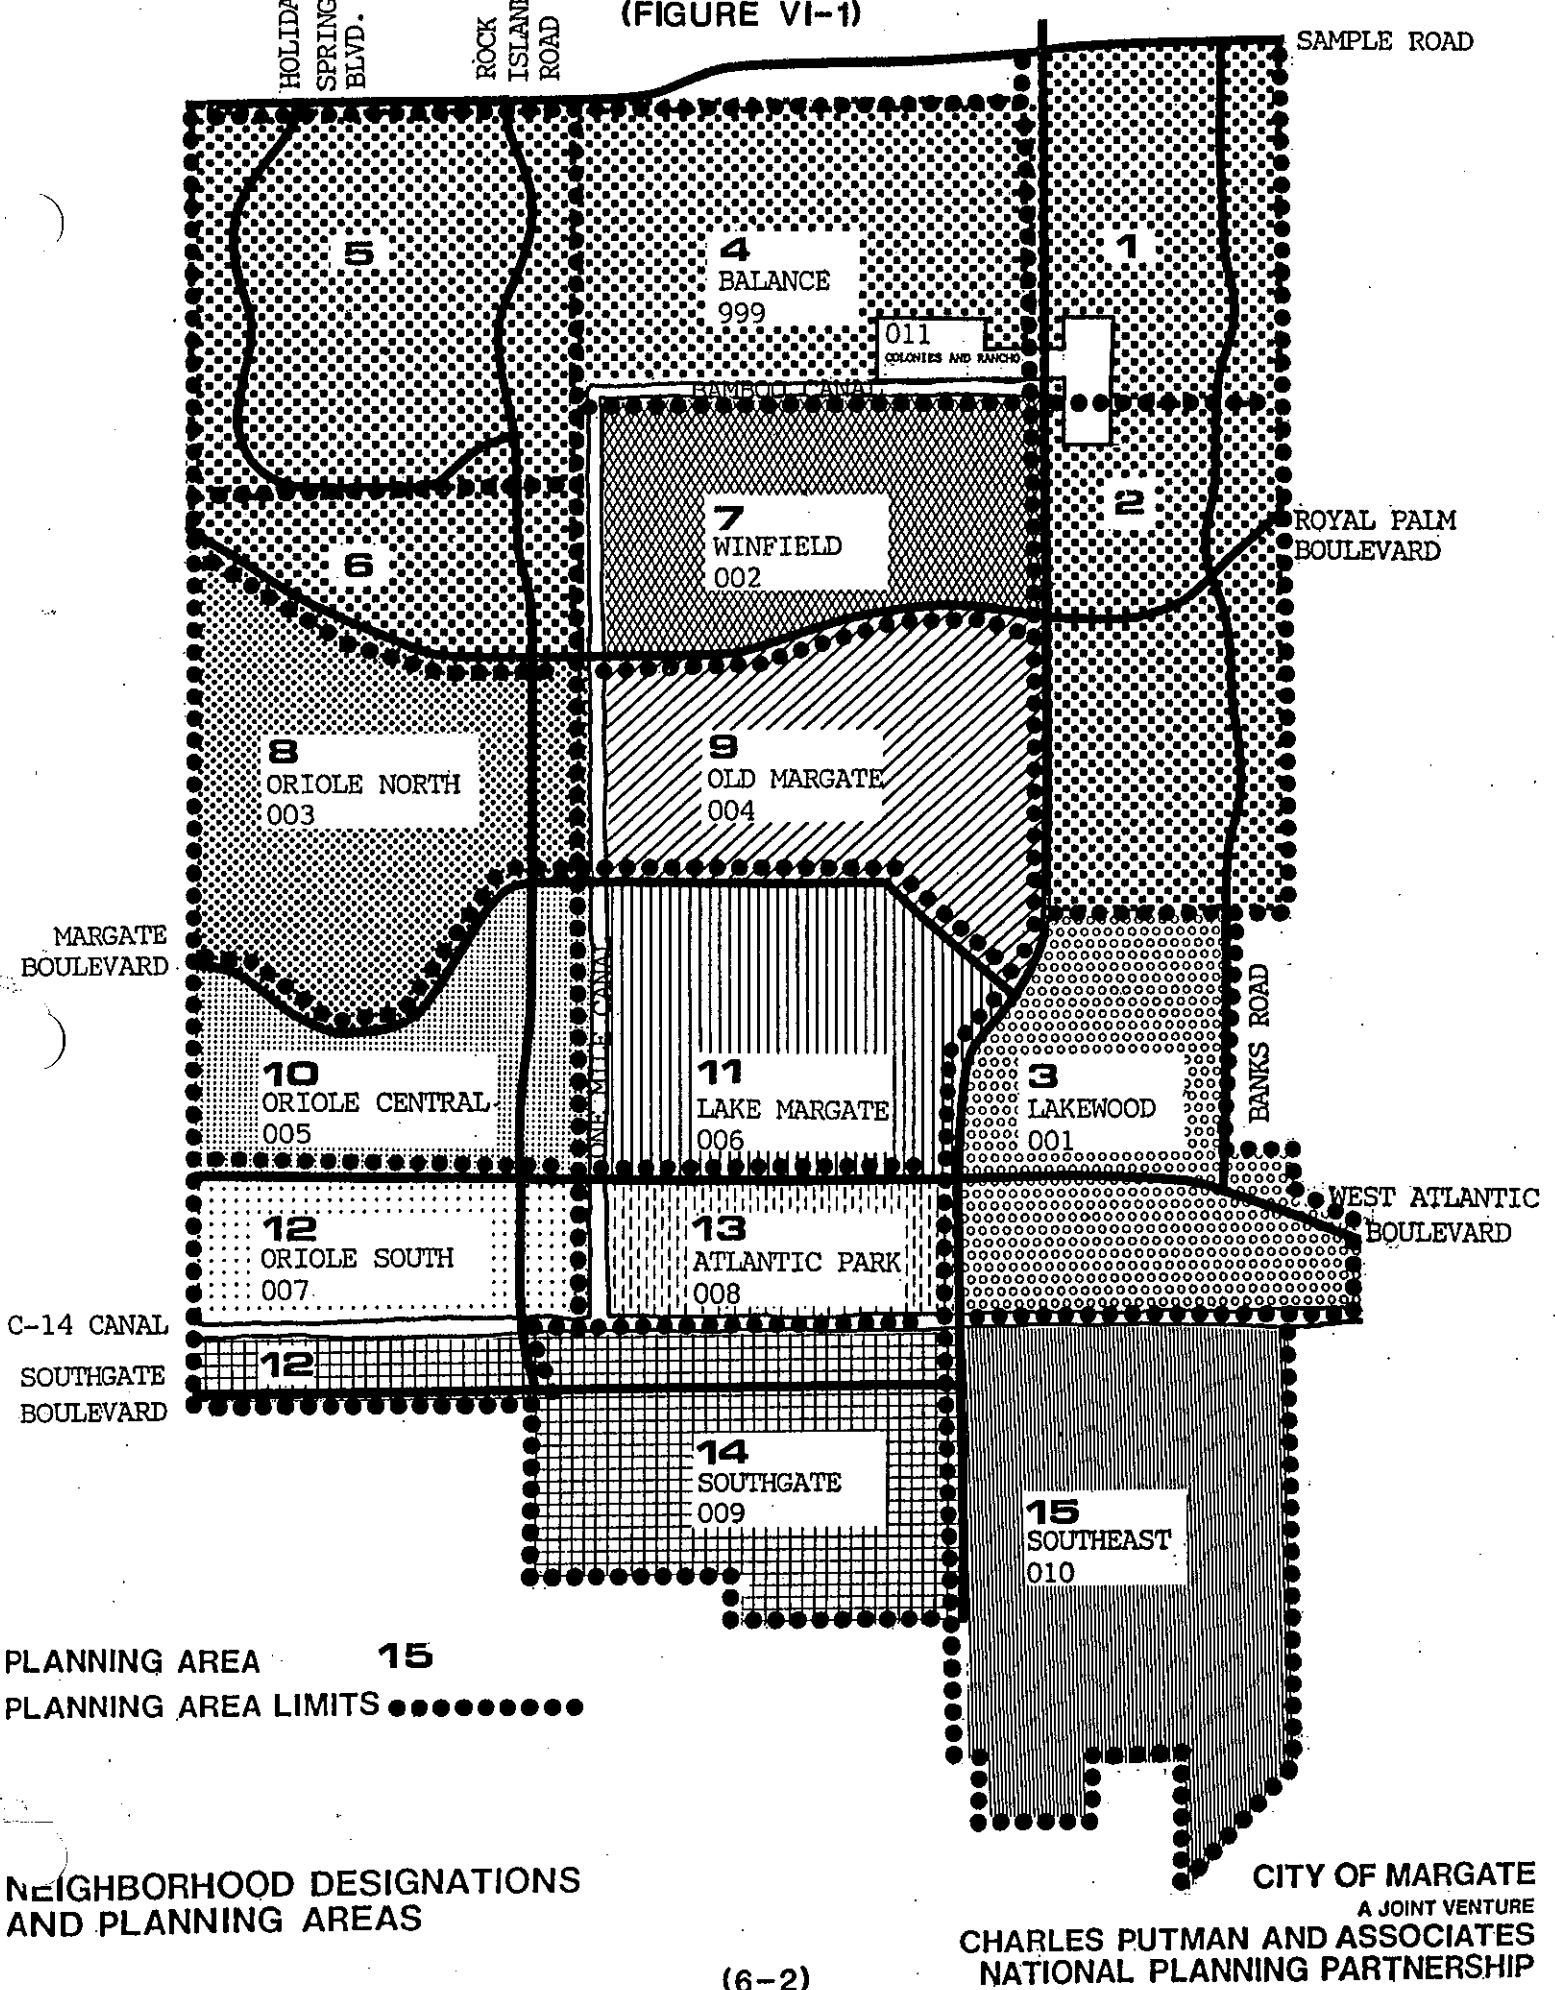 (FIGURE VI-1)
HOLIDA
SPRING
BLVD.
ROCK
ISLAND
ROAD
SAMPLE ROAD
5
4
BALANCE
999
1
011
COLONIES AND RANCHO
BAMBOO CANAL
7
WINFIELD
002
2
ROYAL PALM
BOULEVARD
6
8
ORIOLE NORTH
003
9
OLD MARGATE
004
MARGATE
BOULEVARD
ONE MILE CANAL
BANKS ROAD
10
ORIOLE CENTRAL
005
11
LAKE MARGATE
006
3
LAKEWOOD
001
WEST ATLANTIC
BOULEVARD
12
ORIOLE SOUTH
007
13
ATLANTIC PARK
008
C-14 CANAL
12
SOUTHGATE
BOULEVARD
14
SOUTHGATE
009
15
SOUTHEAST
010
PLANNING AREA 15
PLANNING AREA LIMITS
NEIGHBORHOOD DESIGNATIONS
AND PLANNING AREAS
CITY OF MARGATE
A JOINT VENTURE
CHARLES PUTMAN AND ASSOCIATES
NATIONAL PLANNING PARTNERSHIP
(6-2)